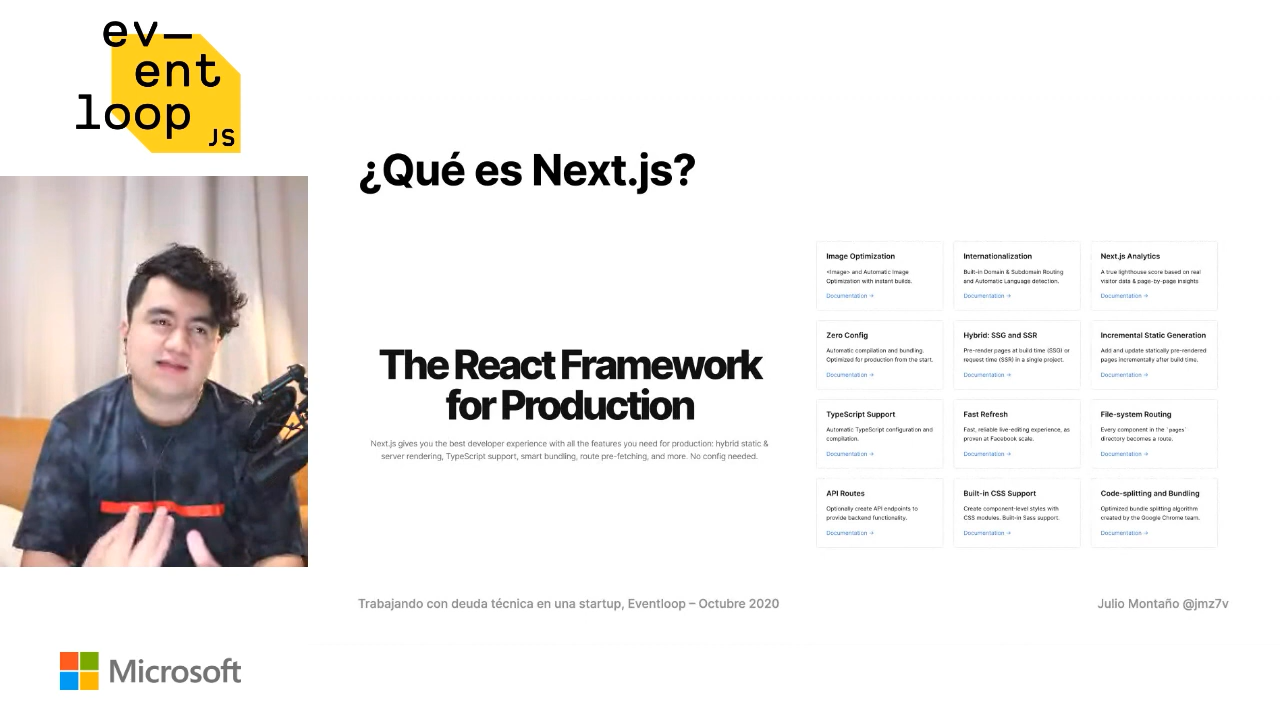 ev—
ent
loop
JS
¿Qué es Next.js?
The React Framework
for Production
Next.js gives you the best developer experience with all the features you need for production: hybrid static &
server rendering, TypeScript support, smart bundling, route pre-fetching, and more. No config needed.
Image Optimization
<Image> and Automatic Image
Optimization with instant builds.
Documentation →
Internationalization
Built-in Domain & Subdomain Routing
and Automatic Language detection.
Documentation →
Next.js Analytics
A true lighthouse score based on real
visitor data & page-by-page insights
Documentation →
Zero Config
Automatic compilation and bundling.
Optimized for production from the start.
Documentation →
Hybrid: SSG and SSR
Pre-render pages at build time (SSG) or
request time (SSR) in a single project.
Documentation →
Incremental Static Generation
Add and update statically pre-rendered
pages incrementally after build time.
Documentation →
TypeScript Support
Automatic TypeScript configuration and
compilation.
Documentation →
Fast Refresh
Fast, reliable live-editing experience, as
proven at Facebook scale.
Documentation →
File-system Routing
Every component in the `pages`
directory becomes a route.
Documentation →
API Routes
Optionally create API endpoints to
provide backend functionality.
Documentation →
Built-in CSS Support
Create component-level styles with
CSS modules. Built-in Sass support.
Documentation →
Code-splitting and Bundling
Optimized bundle splitting algorithm
created by the Google Chrome team.
Documentation →
Trabajando con deuda técnica en una startup, Eventloop – Octubre 2020
Julio Montaño @jmz7v
Microsoft